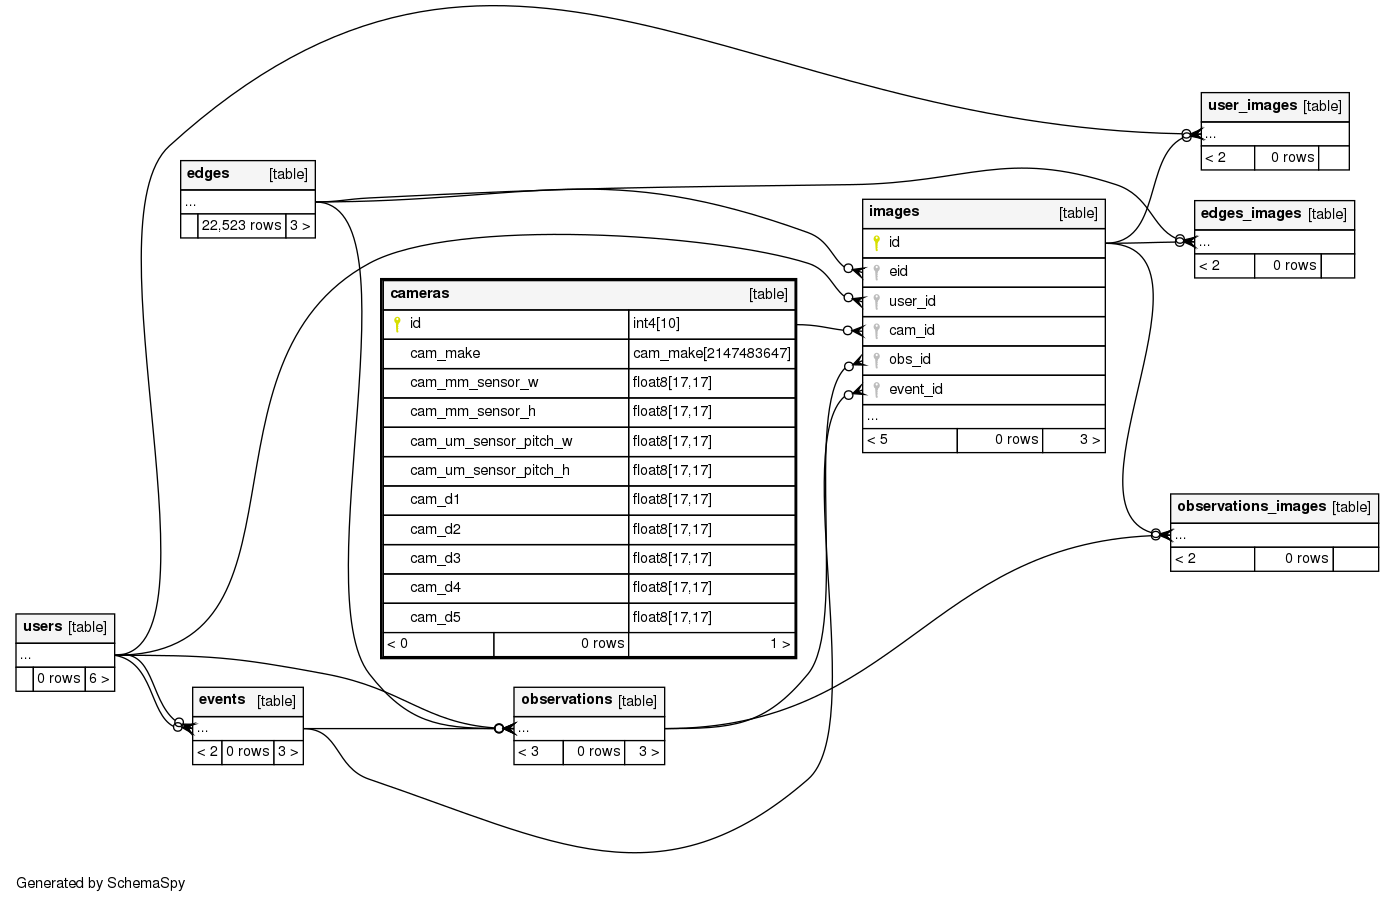 user_images [table]
...
< 2 0 rows
edges [table]
...
22,523 rows 3 >
images [table]
id
eid
user_id
cam_id
obs_id
event_id
...
< 5 0 rows 3 >
edges_images [table]
...
< 2 0 rows
cameras [table]
id int4[10]
cam_make cam_make[2147483647]
cam_mm_sensor_w float8[17,17]
cam_mm_sensor_h float8[17,17]
cam_um_sensor_pitch_w float8[17,17]
cam_um_sensor_pitch_h float8[17,17]
cam_d1 float8[17,17]
cam_d2 float8[17,17]
cam_d3 float8[17,17]
cam_d4 float8[17,17]
cam_d5 float8[17,17]
< 0 0 rows 1 >
observations_images [table]
...
< 2 0 rows
users [table]
...
0 rows 6 >
events [table]
...
< 2 0 rows 3 >
observations [table]
...
< 3 0 rows 3 >
Generated by SchemaSpy